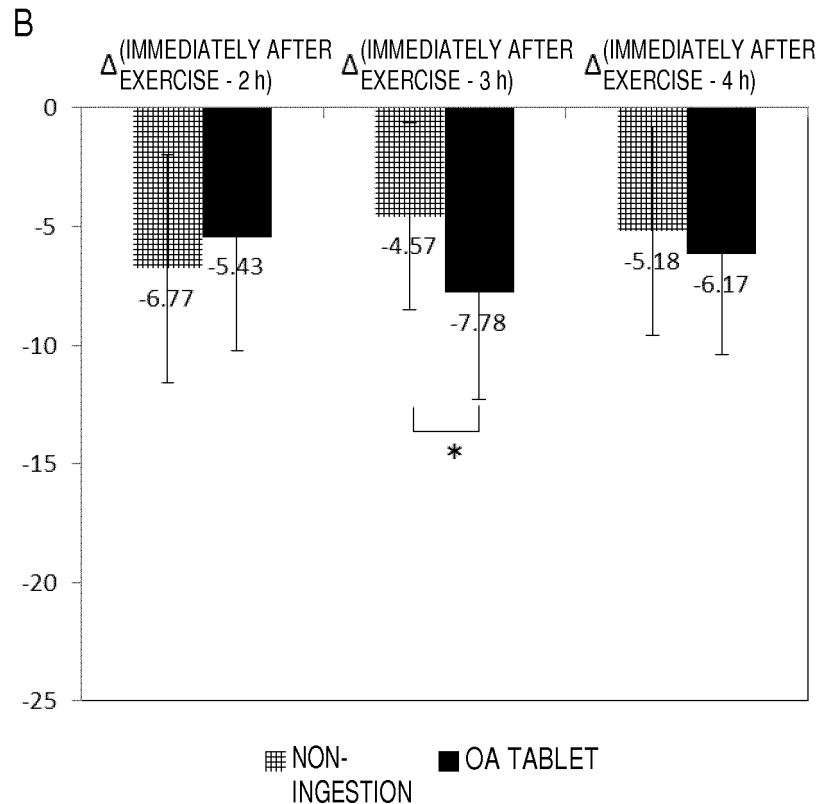 B
Δ(IMMEDIATELY AFTER
EXERCISE - 2 h)
Δ(IMMEDIATELY AFTER
EXERCISE - 3 h)
Δ(IMMEDIATELY AFTER
EXERCISE - 4 h)
0
-5
-10
-15
-20
-25
-6.77
-5.43
-4.57
-7.78
-5.18
-6.17
*
NON-
INGESTION
OA TABLET